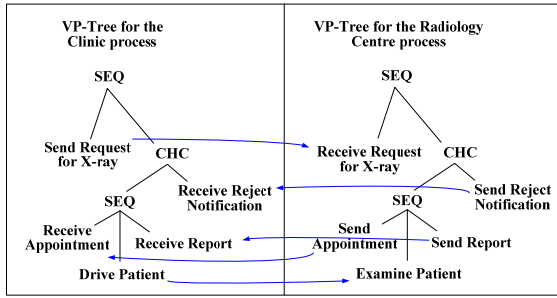 VP-Tree for the
Clinic process
SEQ
Send Request
for X-ray
CHC
Receive Reject
Notification
SEQ
Receive
Appointment
Receive Report
Drive Patient
VP-Tree for the Radiology
Centre process
SEQ
Receive Request
for X-ray
CHC
Send Reject
Notification
SEQ
Send
Appointment
Send Report
Examine Patient